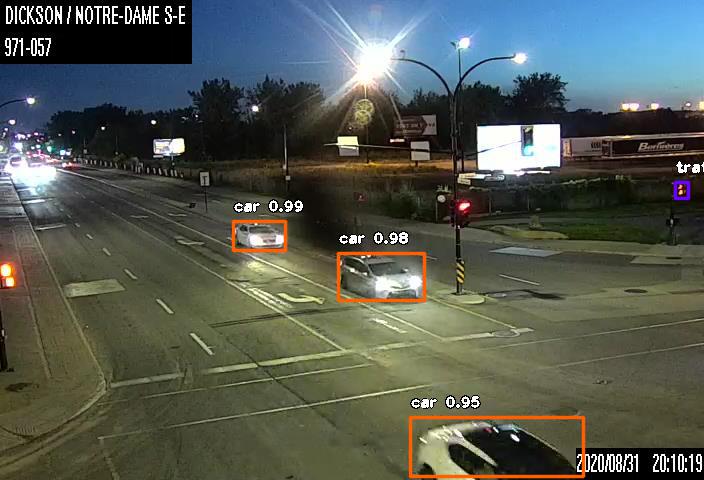 DICKSON / NOTRE-DAME S-E
971-057
trat
car 0.99
car 0.98
car 0.95
2020/08/31 20:10:19